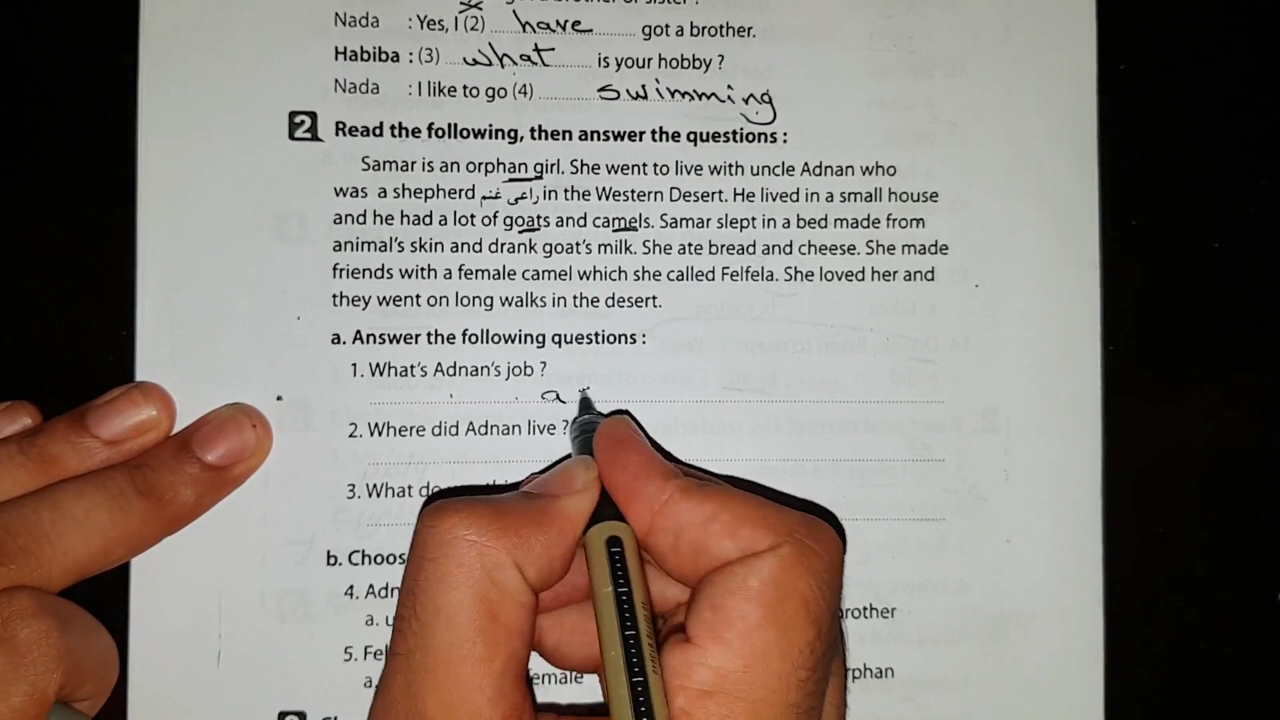 Nada : Yes, I (2) have got a brother.
Habiba : (3) what is your hobby ?
Nada : I like to go (4) swimming
2 Read the following, then answer the questions :
Samar is an orphan girl. She went to live with uncle Adnan who
was a shepherd راعى غنم in the Western Desert. He lived in a small house
and he had a lot of goats and camels. Samar slept in a bed made from
animal's skin and drank goat's milk. She ate bread and cheese. She made
friends with a female camel which she called Felfela. She loved her and
they went on long walks in the desert.
a. Answer the following questions :
1. What's Adnan's job ?
a
2. Where did Adnan live ?
3. What do
b. Choos
4. Adn
a. u brother
5. Fel
a. female rphan